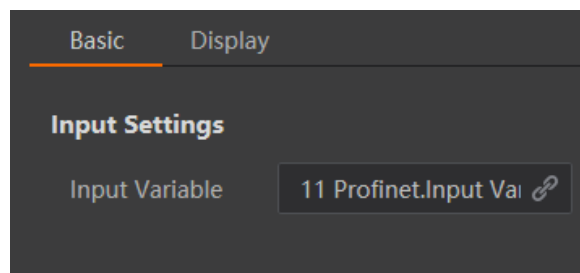 Basic Display
Input Settings
Input Variable 11 Profinet.Input Va